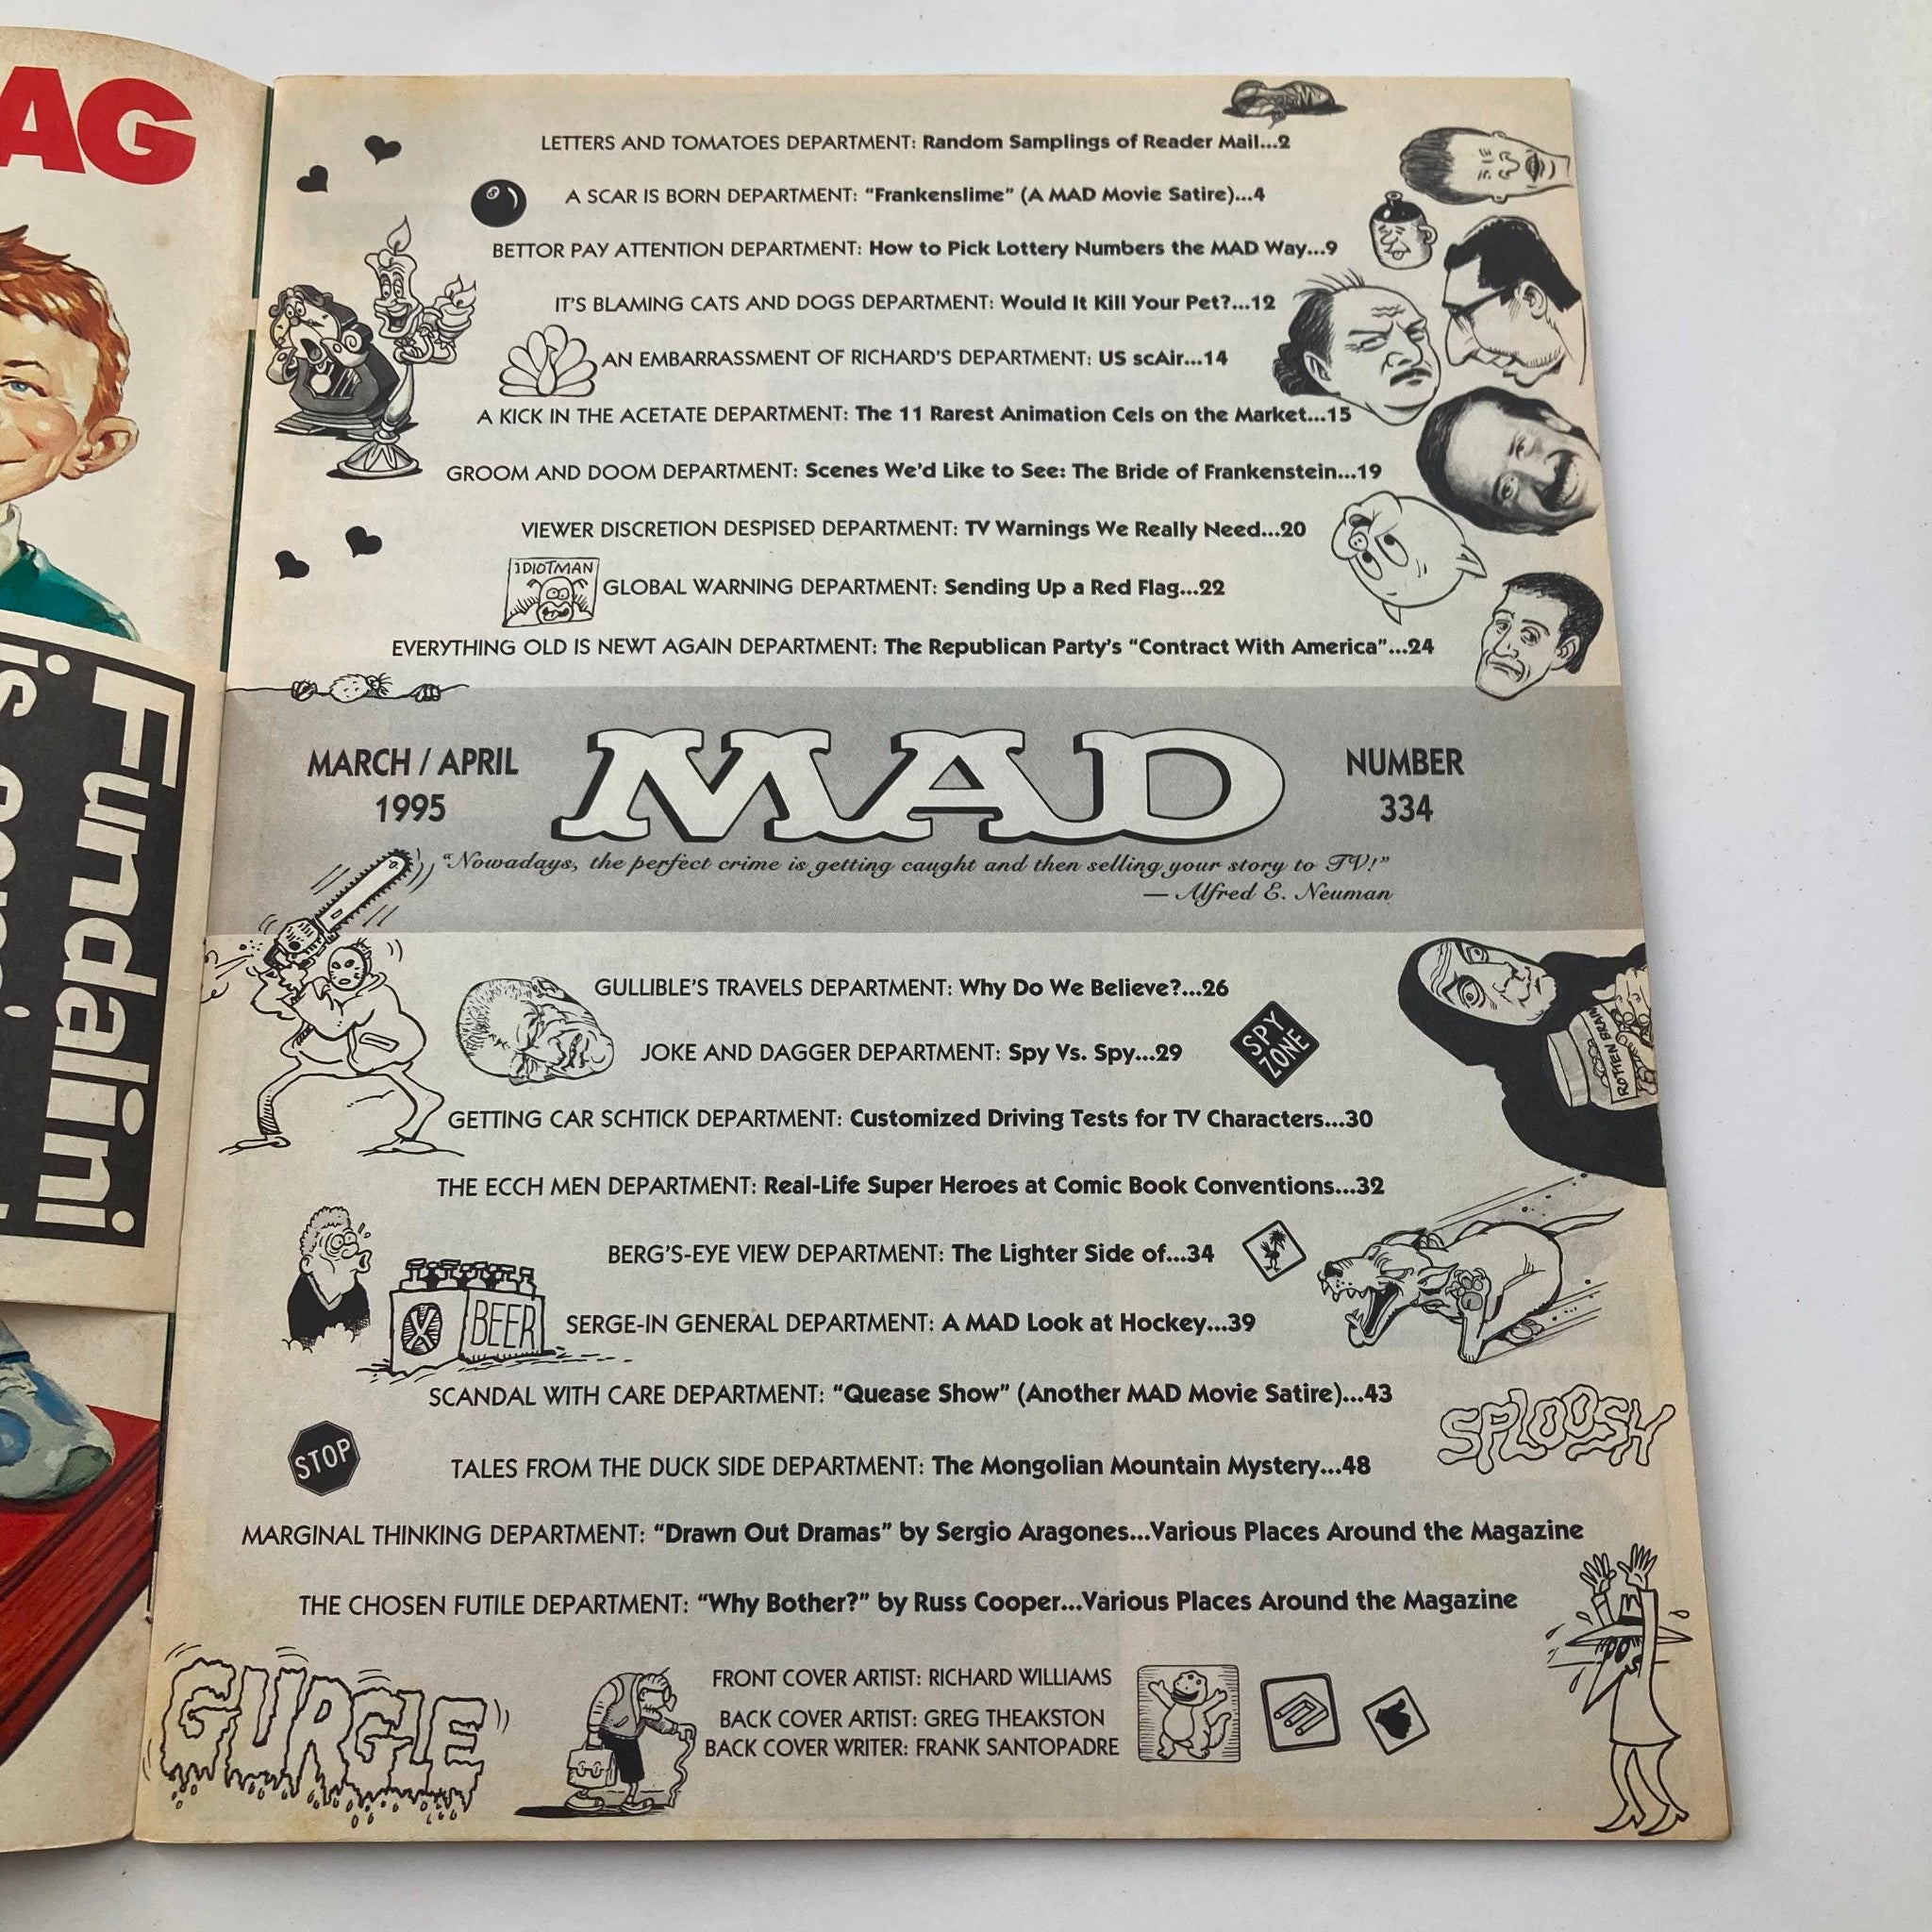 AG
Fundalini
is
LETTERS AND TOMATOES DEPARTMENT: Random Samplings of Reader Mail...2
A SCAR IS BORN DEPARTMENT: “Frankenslime” (A MAD Movie Satire)...4
BETTOR PAY ATTENTION DEPARTMENT: How to Pick Lottery Numbers the MAD Way...9
IT’S BLAMING CATS AND DOGS DEPARTMENT: Would It Kill Your Pet?...12
AN EMBARRASSMENT OF RICHARD’S DEPARTMENT: US scAir...14
A KICK IN THE ACETATE DEPARTMENT: The 11 Rarest Animation Cels on the Market...15
GROOM AND DOOM DEPARTMENT: Scenes We’d Like to See: The Bride of Frankenstein...19
VIEWER DISCRETION DESPISED DEPARTMENT: TV Warnings We Really Need...20
IDIOTMAN
GLOBAL WARNING DEPARTMENT: Sending Up a Red Flag...22
EVERYTHING OLD IS NEWT AGAIN DEPARTMENT: The Republican Party’s “Contract With America”...24
MARCH / APRIL
1995
MAD
NUMBER
334
“Nowadays, the perfect crime is getting caught and then selling your story to TV!”
— Alfred E. Neuman
GULLIBLE’S TRAVELS DEPARTMENT: Why Do We Believe?...26
JOKE AND DAGGER DEPARTMENT: Spy Vs. Spy...29
SPY
ZONE
ROTTEN BRAIN
GETTING CAR SCHTICK DEPARTMENT: Customized Driving Tests for TV Characters...30
THE ECCH MEN DEPARTMENT: Real-Life Super Heroes at Comic Book Conventions...32
BERG’S-EYE VIEW DEPARTMENT: The Lighter Side of...34
BEER
SERGE-IN GENERAL DEPARTMENT: A MAD Look at Hockey...39
SCANDAL WITH CARE DEPARTMENT: “Quease Show” (Another MAD Movie Satire)...43
SPLOOSH
STOP
TALES FROM THE DUCK SIDE DEPARTMENT: The Mongolian Mountain Mystery...48
MARGINAL THINKING DEPARTMENT: “Drawn Out Dramas” by Sergio Aragones...Various Places Around the Magazine
THE CHOSEN FUTILE DEPARTMENT: “Why Bother?” by Russ Cooper...Various Places Around the Magazine
GURGLE
FRONT COVER ARTIST: RICHARD WILLIAMS
BACK COVER ARTIST: GREG THEAKSTON
BACK COVER WRITER: FRANK SANTOPADRE